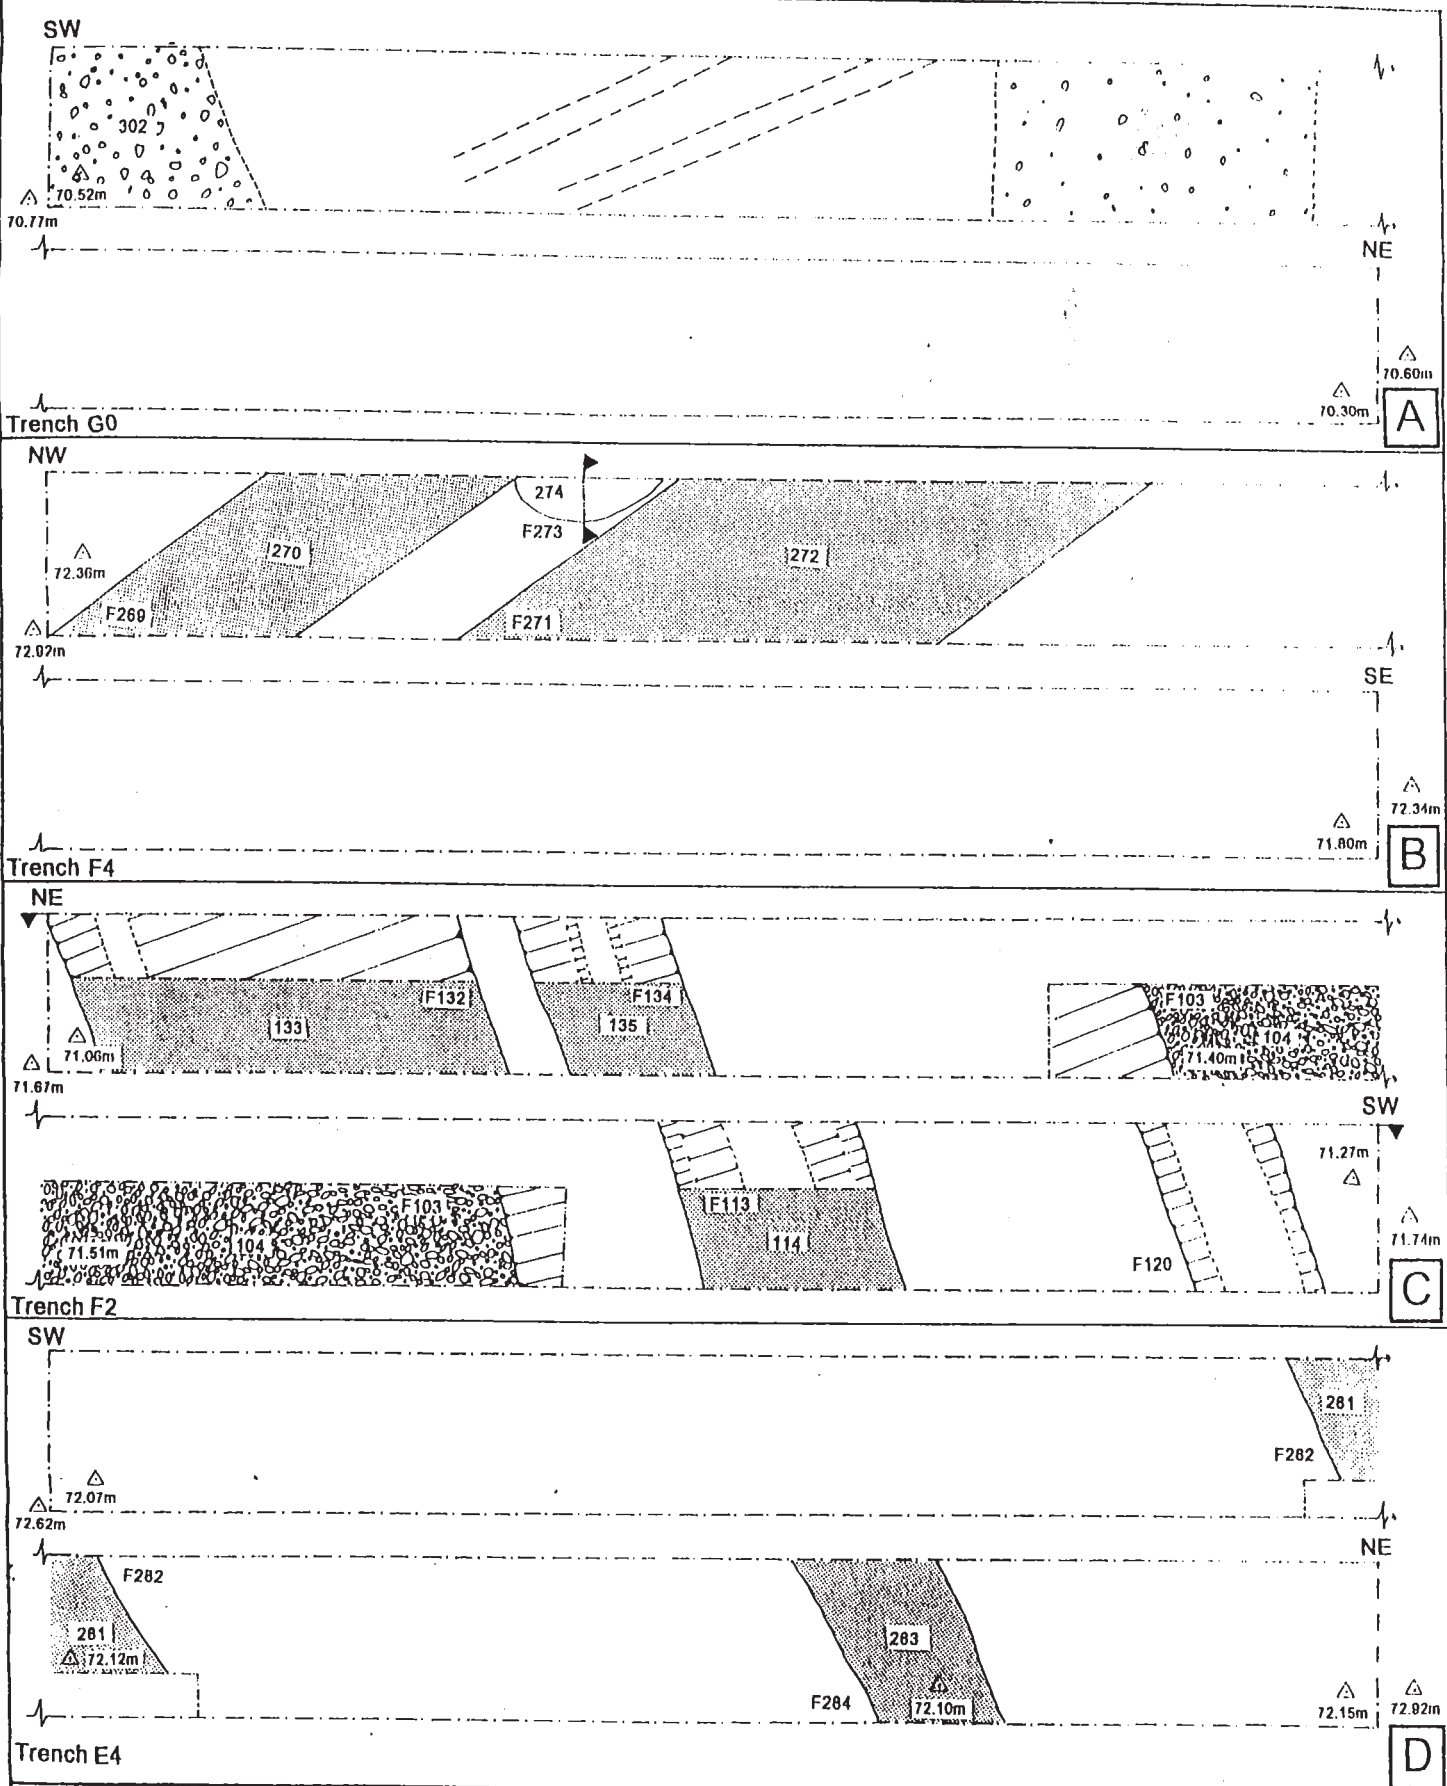 SW
302
70.52m
70.77m
NE
70.60m
70.30m
Trench G0
A
NW
274
F273
270
272
72.36m
F269
F271
72.02m
SE
72.34m
71.80m
Trench F4
B
NE
F132
F134
F103
133
135
104
71.06m
71.40m
71.67m
SW
71.27m
F103
F113
71.51m
104
114
71.74m
F120
Trench F2
C
SW
281
F282
72.07m
72.62m
NE
F282
281
283
72.12m
F284
72.10m
72.15m
72.92m
Trench E4
D